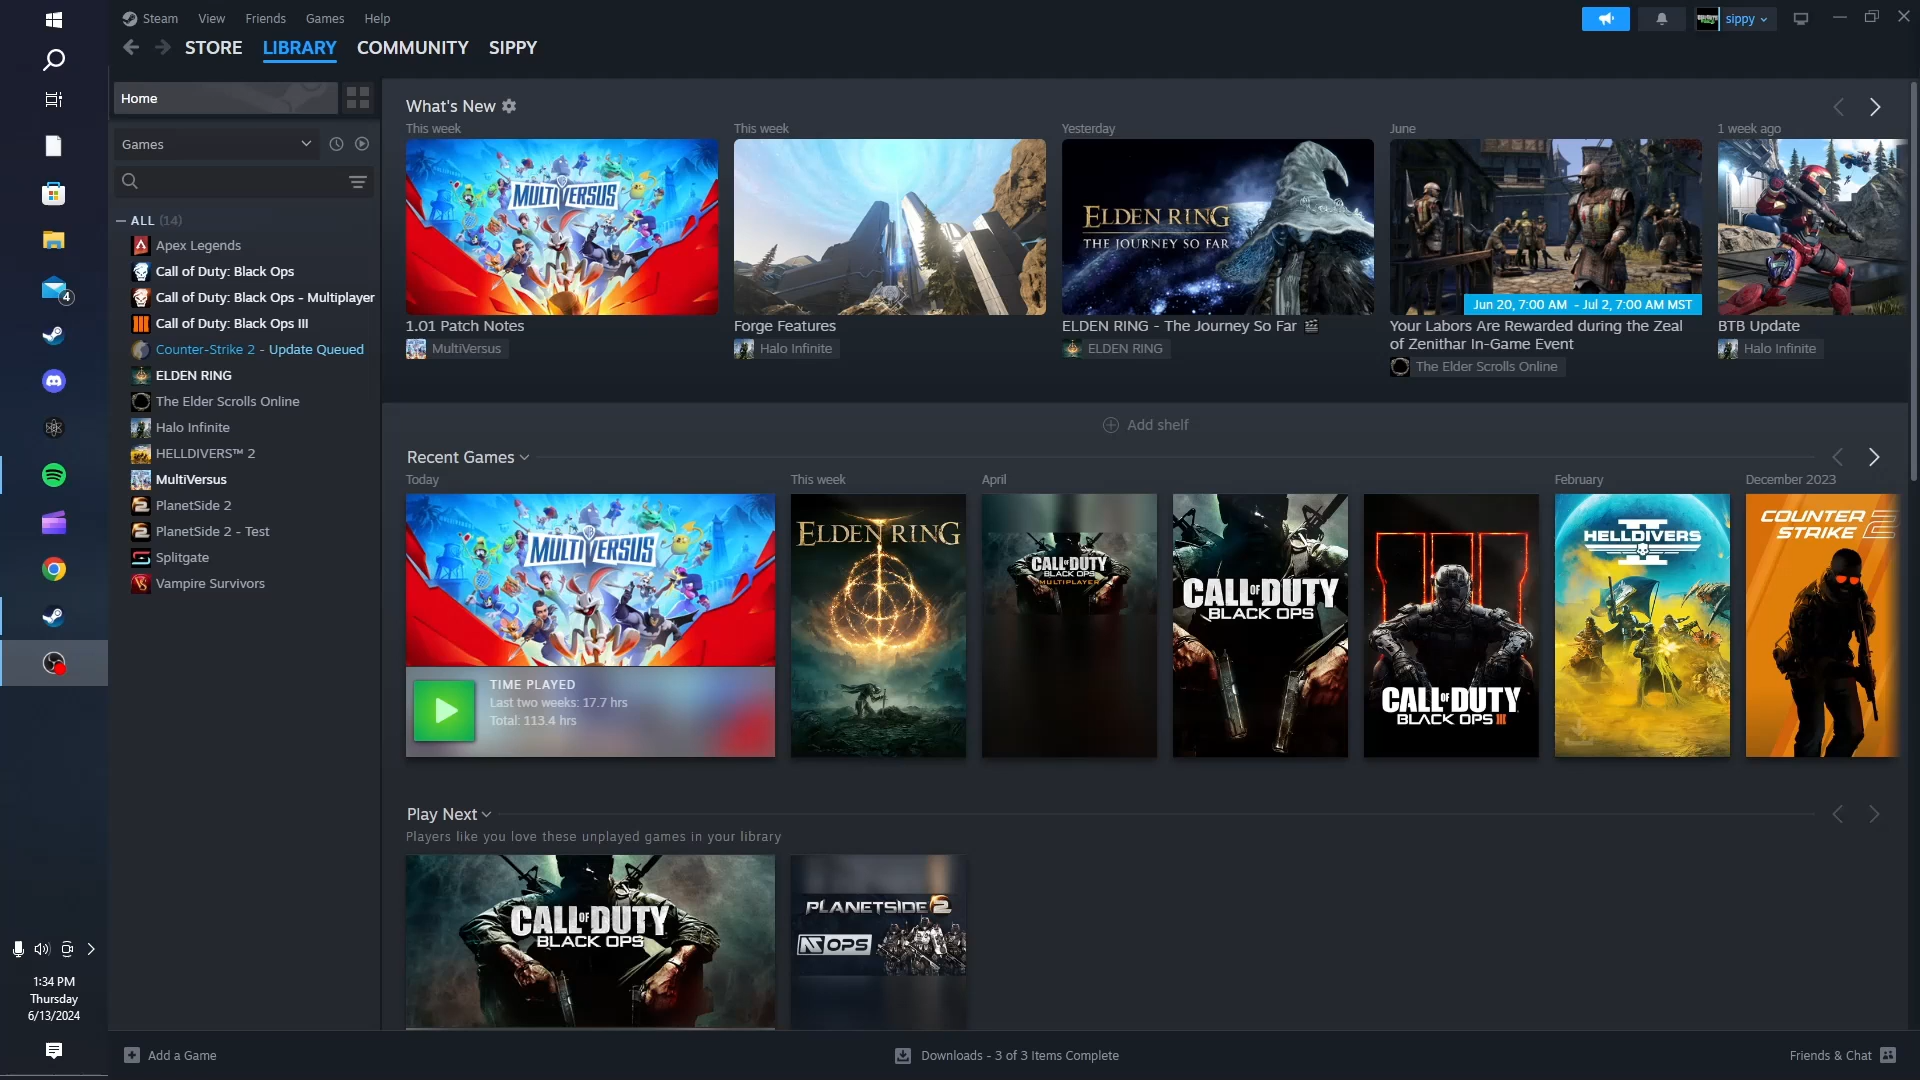 Steam View Friends Games Help
sippy
STORE LIBRARY COMMUNITY SIPPY
Home
Games
ALL (14)
Apex Legends
Call of Duty: Black Ops
Call of Duty: Black Ops - Multiplayer
Call of Duty: Black Ops III
Counter-Strike 2 - Update Queued
ELDEN RING
The Elder Scrolls Online
Halo Infinite
HELLDIVERS™ 2
MultiVersus
PlanetSide 2
PlanetSide 2 - Test
Splitgate
Vampire Survivors
What's New
This week
MULTIVERSUS
1.01 Patch Notes
MultiVersus
This week
Forge Features
Halo Infinite
Yesterday
ELDEN RING
THE JOURNEY SO FAR
ELDEN RING - The Journey So Far
ELDEN RING
June
Jun 20, 7:00 AM - Jul 2, 7:00 AM MST
Your Labors Are Rewarded during the Zeal
of Zenithar In-Game Event
The Elder Scrolls Online
1 week ago
BTB Update
Halo Infinite
Add shelf
Recent Games
Today
MULTIVERSUS
TIME PLAYED
Last two weeks: 17.7 hrs
Total: 113.4 hrs
This week
ELDEN RING
April
CALL OF DUTY
BLACK OPS
MULTIPLAYER
CALL OF DUTY
BLACK OPS
CALL OF DUTY
BLACK OPS III
February
HELLDIVERS
December 2023
COUNTER
STRIKE 2
Play Next
Players like you love these unplayed games in your library
CALL OF DUTY
BLACK OPS
PLANETSIDE 2
NS OPS
4
1:34 PM
Thursday
6/13/2024
Add a Game
Downloads - 3 of 3 Items Complete
Friends & Chat